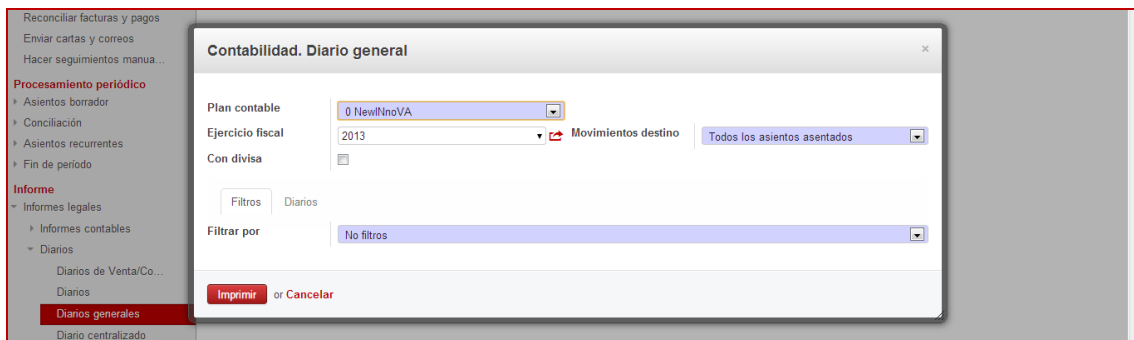 Reconciliar facturas y pagos
Enviar cartas y correos
Hacer seguimientos manua...
Procesamiento periódico
Asientos borrador
Conciliación
Asientos recurrentes
Fin de período
Informe
Informes legales
Informes contables
Diarios
Diarios de Venta/Co...
Diarios
Diarios generales
Diario centralizado
Contabilidad. Diario general ×
Plan contable 0 NewINnoVA
Ejercicio fiscal 2013 Movimientos destino Todos los asientos asentados
Con divisa
Filtros Diarios
Filtrar por No filtros
Imprimir or Cancelar